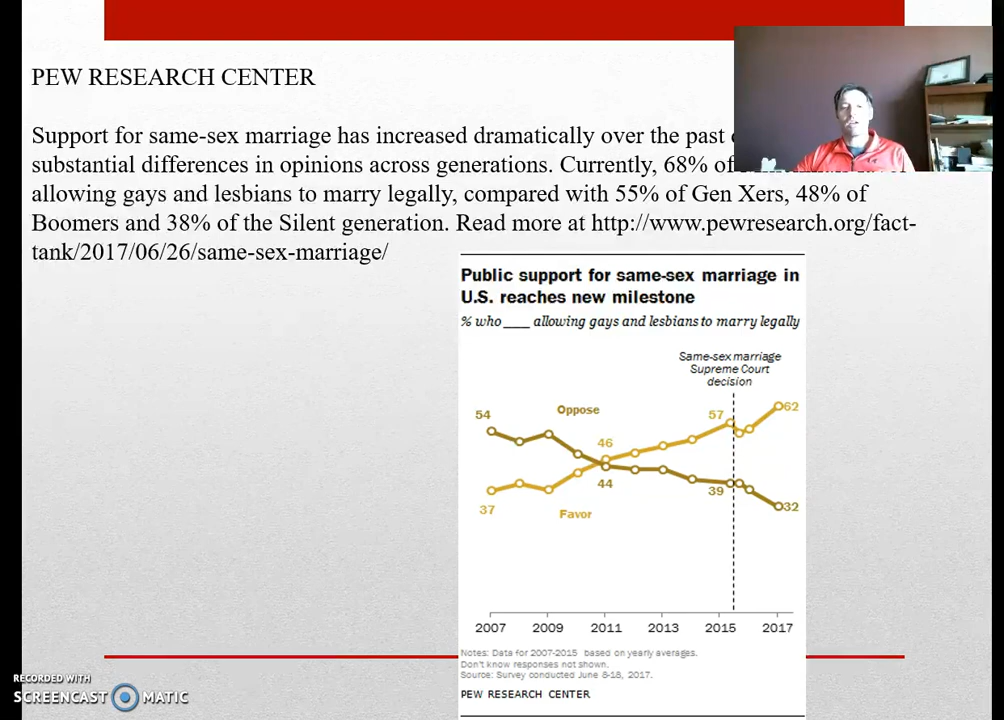 PEW RESEARCH CENTER
Support for same-sex marriage has increased dramatically over the past
substantial differences in opinions across generations. Currently, 68% of
allowing gays and lesbians to marry legally, compared with 55% of Gen Xers, 48% of
Boomers and 38% of the Silent generation. Read more at http://www.pewresearch.org/fact-
tank/2017/06/26/same-sex-marriage/
Public support for same-sex marriage in
U.S. reaches new milestone
% who ___ allowing gays and lesbians to marry legally
Same-sex marriage
Supreme Court
decision
54
Oppose
46
57
62
37
Favor
44
39
32
2007 2009 2011 2013 2015 2017
Notes: Data for 2007-2015 based on yearly averages.
Don't know responses not shown.
Source: Survey conducted June 8-18, 2017.
PEW RESEARCH CENTER
RECORDED WITH
SCREENCAST MATIC